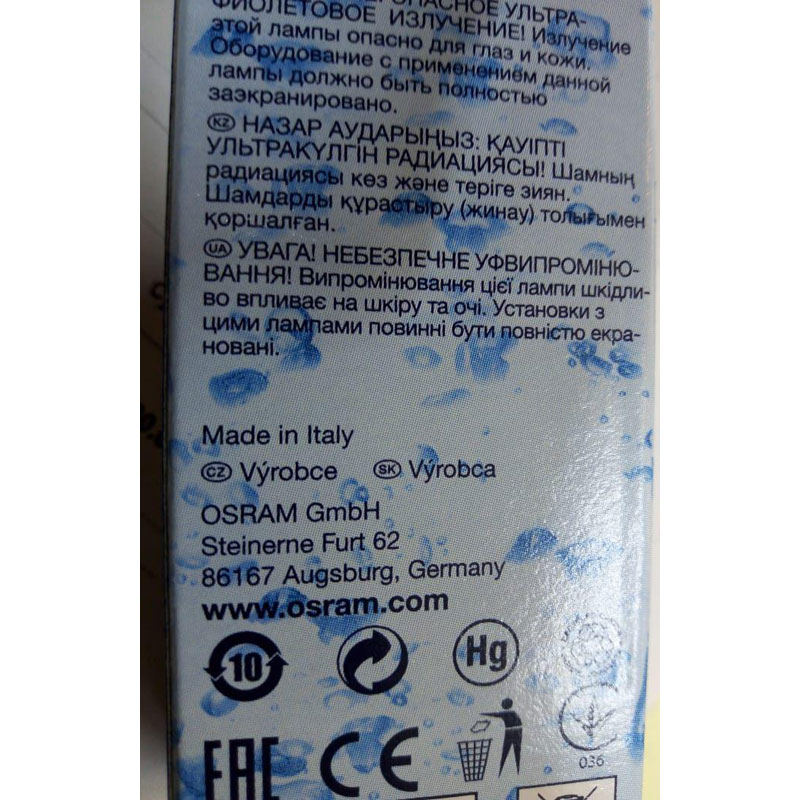 ОПАСНОЕ УЛЬТРА-
ФИОЛЕТОВОЕ ИЗЛУЧЕНИЕ! Излучение
этой лампы опасно для глаз и кожи.
Оборудование с применением данной
лампы должно быть полностью
заэкранировано.
KZ НАЗАР АУДАРЫҢЫЗ: ҚАУІПТІ
УЛЬТРАКҮЛГІН РАДИАЦИЯСЫ! Шамның
радиациясы көз және теріге зиян.
Шамдарды құрастыру (жинау) толығымен
қоршалған.
UA УВАГА! НЕБЕЗПЕЧНЕ УФВИПРОМІНЮ-
ВАННЯ! Випромінювання цієї лампи шкідли-
во впливає на шкіру та очі. Установки з
цими лампами повинні бути повністю екра-
новані.
Made in Italy
CZ Výrobce SK Výrobca
OSRAM GmbH
Steinerne Furt 62
86167 Augsburg, Germany
www.osram.com
10 Hg
036
EAC CE